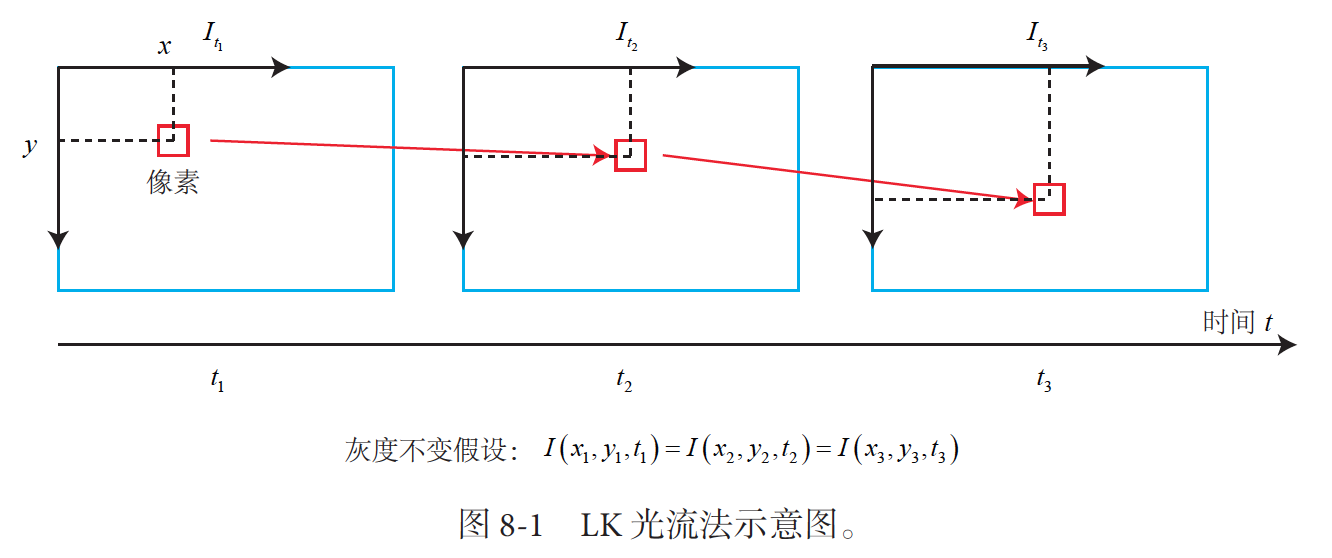 x I_{t_1} I_{t_2} I_{t_3}
y
像素
时间 t
t_1 t_2 t_3
灰度不变假设： I(x_1, y_1, t_1) = I(x_2, y_2, t_2) = I(x_3, y_3, t_3)
图 8-1 LK 光流法示意图。